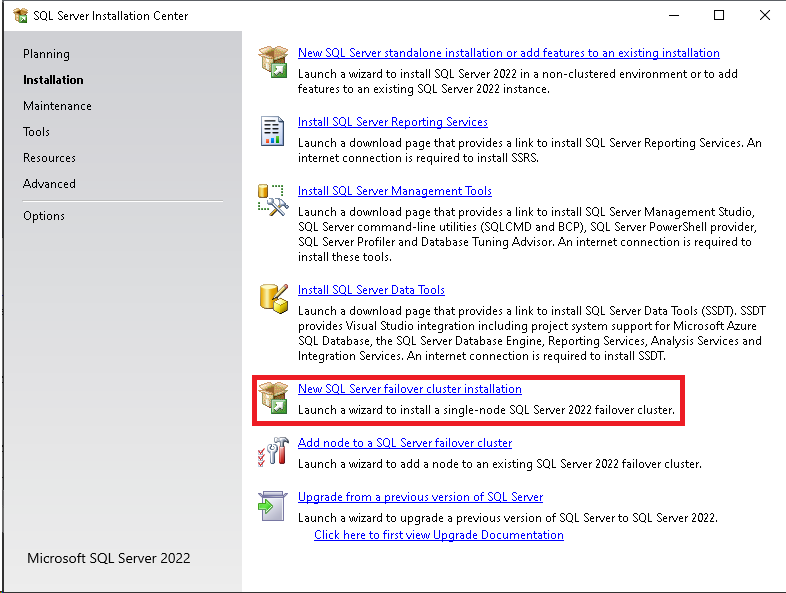 SQL Server Installation Center
Planning
Installation
Maintenance
Tools
Resources
Advanced
Options
Microsoft SQL Server 2022
New SQL Server standalone installation or add features to an existing installation
Launch a wizard to install SQL Server 2022 in a non-clustered environment or to add
features to an existing SQL Server 2022 instance.
Install SQL Server Reporting Services
Launch a download page that provides a link to install SQL Server Reporting Services. An
internet connection is required to install SSRS.
Install SQL Server Management Tools
Launch a download page that provides a link to install SQL Server Management Studio,
SQL Server command-line utilities (SQLCMD and BCP), SQL Server PowerShell provider,
SQL Server Profiler and Database Tuning Advisor. An internet connection is required to
install these tools.
Install SQL Server Data Tools
Launch a download page that provides a link to install SQL Server Data Tools (SSDT). SSDT
provides Visual Studio integration including project system support for Microsoft Azure
SQL Database, the SQL Server Database Engine, Reporting Services, Analysis Services and
Integration Services. An internet connection is required to install SSDT.
New SQL Server failover cluster installation
Launch a wizard to install a single-node SQL Server 2022 failover cluster.
Add node to a SQL Server failover cluster
Launch a wizard to add a node to an existing SQL Server 2022 failover cluster.
Upgrade from a previous version of SQL Server
Launch a wizard to upgrade a previous version of SQL Server to SQL Server 2022.
Click here to first view Upgrade Documentation